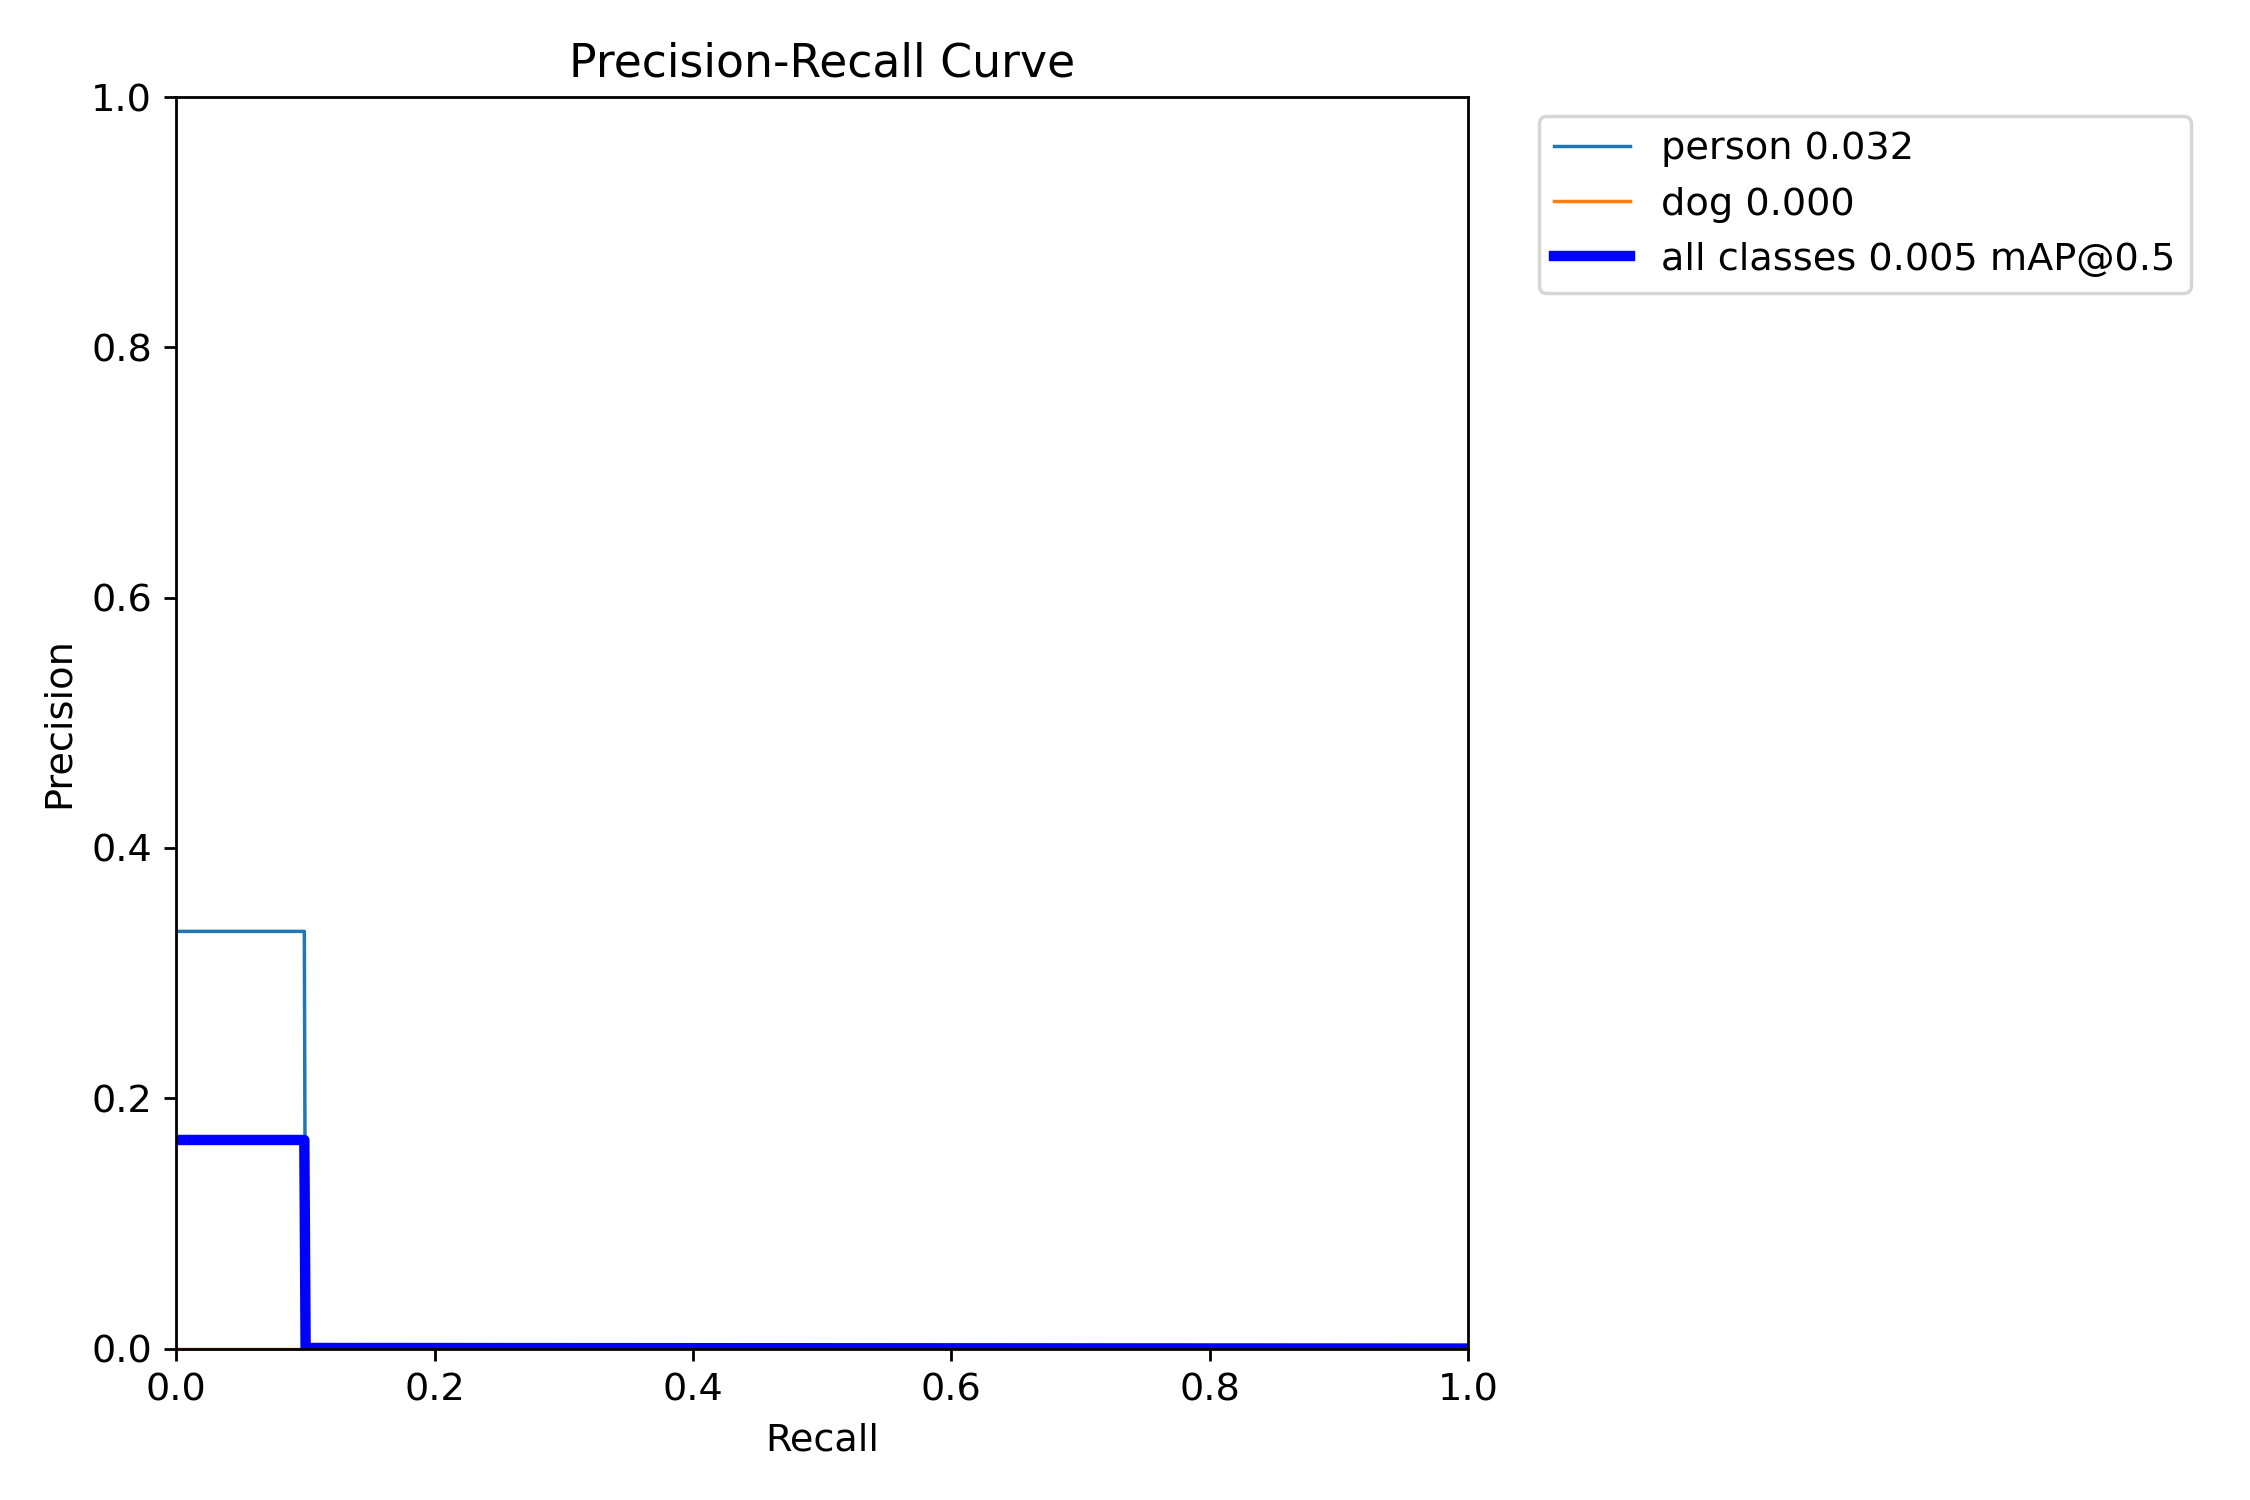 Precision-Recall Curve
1.0
0.8
0.6
0.4
0.2
0.0
Precision
0.0 0.2 0.4 0.6 0.8 1.0
Recall
person 0.032
dog 0.000
all classes 0.005 mAP@0.5